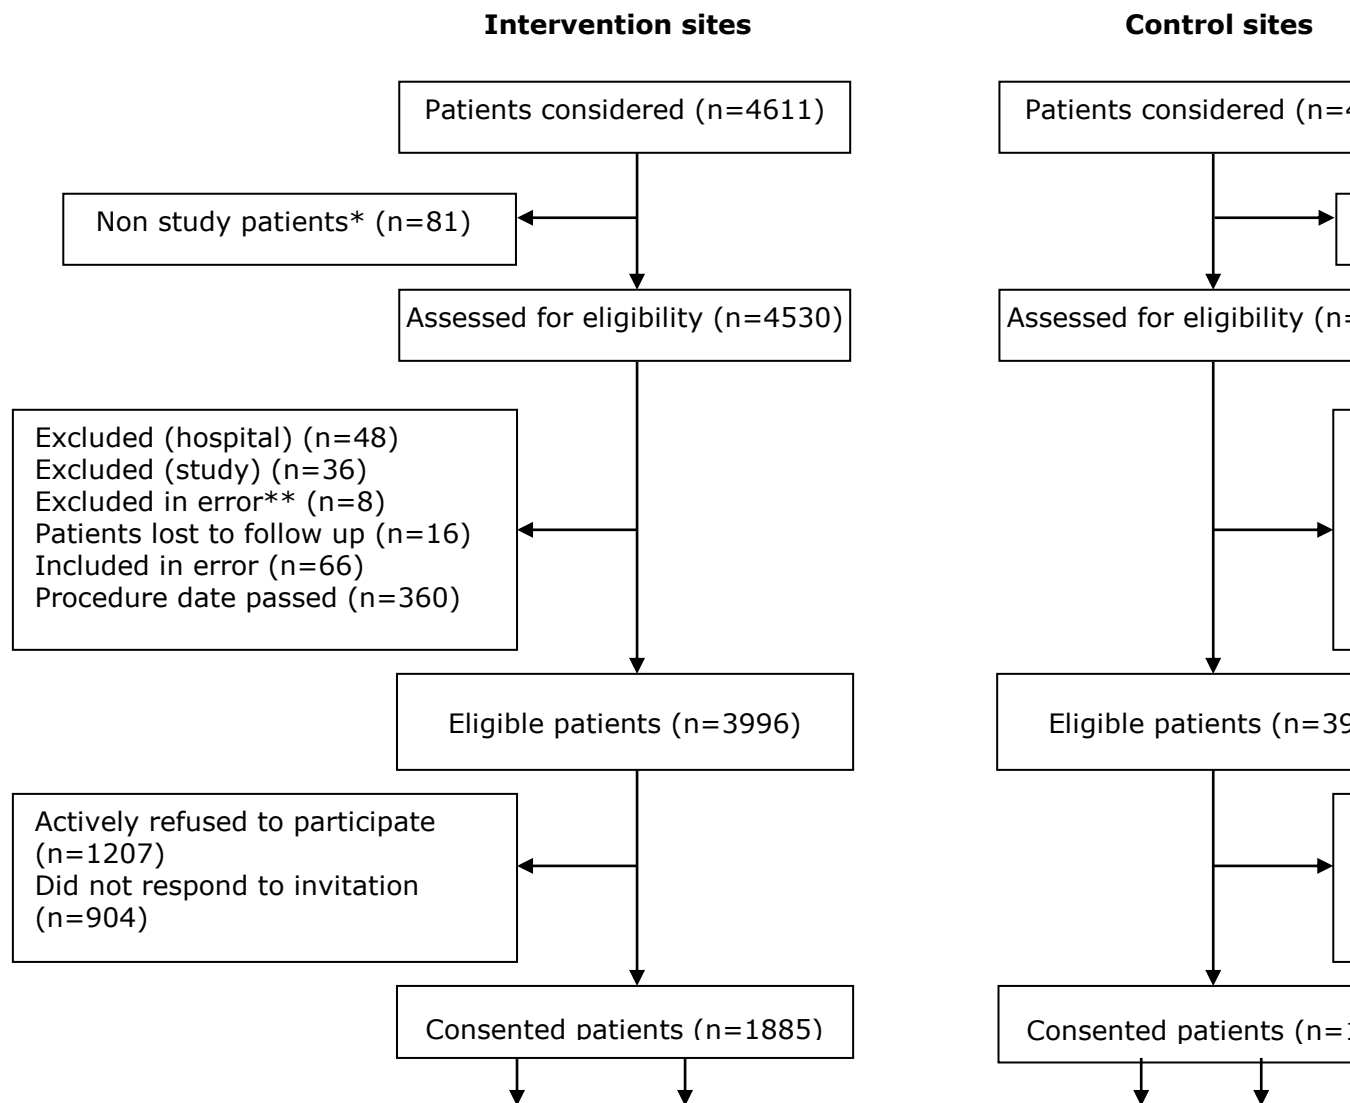 Intervention sites
Control sites
Patients considered (n=4611)
Patients considered (n=4
Non study patients* (n=81)
Assessed for eligibility (n=4530)
Assessed for eligibility (n=
Excluded (hospital) (n=48)
Excluded (study) (n=36)
Excluded in error** (n=8)
Patients lost to follow up (n=16)
Included in error (n=66)
Procedure date passed (n=360)
Eligible patients (n=3996)
Eligible patients (n=39
Actively refused to participate
(n=1207)
Did not respond to invitation
(n=904)
Consented patients (n=1885)
Consented patients (n=1